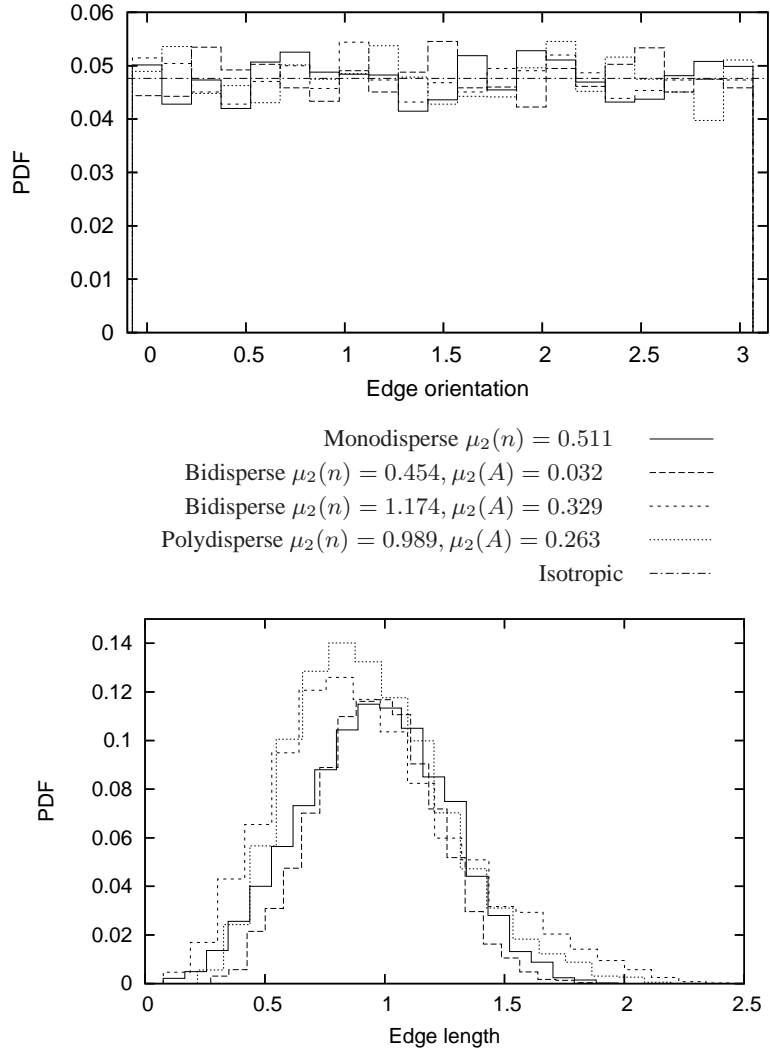 0.06
0.05
0.04
0.03
0.02
0.01
0
PDF
0 0.5 1 1.5 2 2.5 3
Edge orientation
Monodisperse μ₂(n) = 0.511
Bidisperse μ₂(n) = 0.454, μ₂(A) = 0.032
Bidisperse μ₂(n) = 1.174, μ₂(A) = 0.329
Polydisperse μ₂(n) = 0.989, μ₂(A) = 0.263
Isotropic
0.14
0.12
0.1
0.08
0.06
0.04
0.02
0
PDF
0 0.5 1 1.5 2 2.5
Edge length